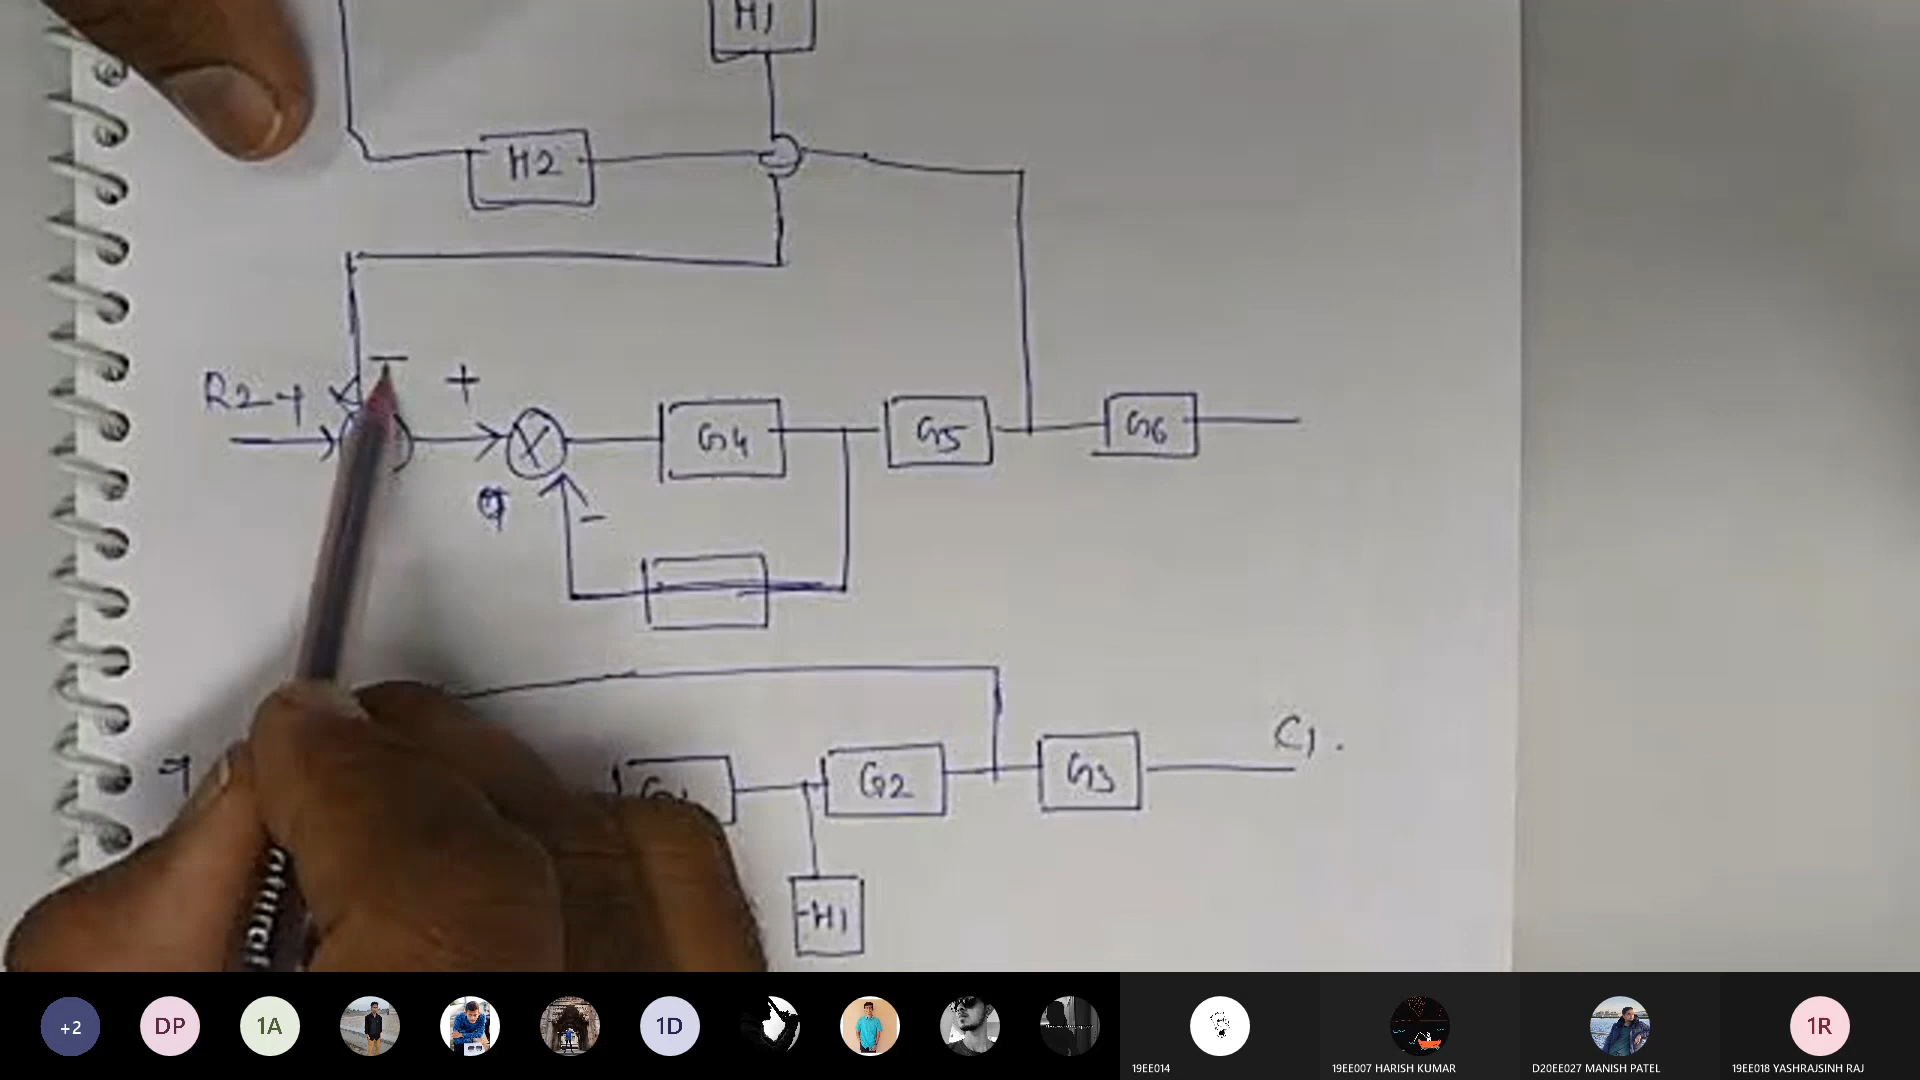 H1
H2
R2 +
-
+
G4
G5
G6
-
C1.
G1
G2
G3
-H1
+2
DP
1A
1D
1R
19EE014
19EE007 HARISH KUMAR
D20EE027 MANISH PATEL
19EE018 YASHRAJSINH RAJ